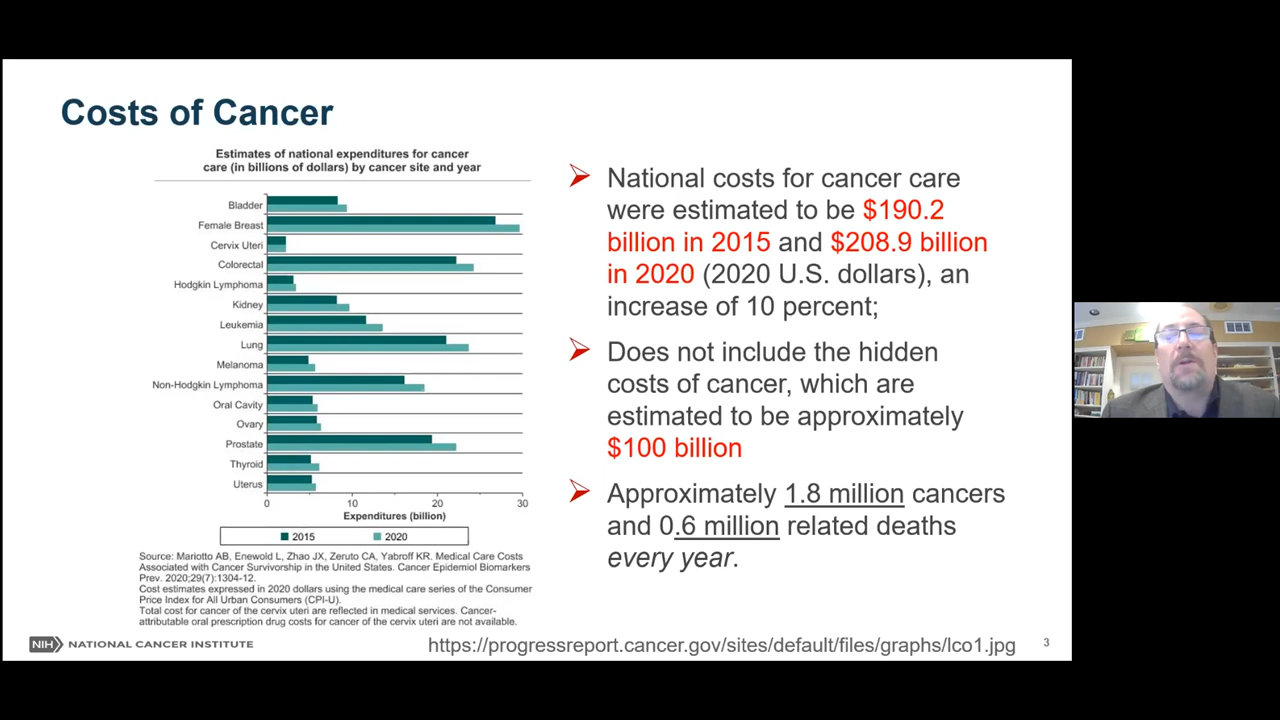 Costs of Cancer
Estimates of national expenditures for cancer
care (in billions of dollars) by cancer site and year
Bladder
Female Breast
Cervix Uteri
Colorectal
Hodgkin Lymphoma
Kidney
Leukemia
Lung
Melanoma
Non-Hodgkin Lymphoma
Oral Cavity
Ovary
Prostate
Thyroid
Uterus
0 10 20 30
Expenditures (billion)
2015 2020
Source: Mariotto AB, Enewold L, Zhao JX, Zeruto CA, Yabroff KR. Medical Care Costs
Associated with Cancer Survivorship in the United States. Cancer Epidemiol Biomarkers
Prev. 2020;29(7):1304-12.
Cost estimates expressed in 2020 dollars using the medical care series of the Consumer
Price Index for All Urban Consumers (CPI-U).
Total cost for cancer of the cervix uteri are reflected in medical services. Cancer-
attributable oral prescription drug costs for cancer of the cervix uteri are not available.
National costs for cancer care
were estimated to be $190.2
billion in 2015 and $208.9 billion
in 2020 (2020 U.S. dollars), an
increase of 10 percent;
Does not include the hidden
costs of cancer, which are
estimated to be approximately
$100 billion
Approximately 1.8 million cancers
and 0.6 million related deaths
every year.
NIH NATIONAL CANCER INSTITUTE
https://progressreport.cancer.gov/sites/default/files/graphs/lco1.jpg
3